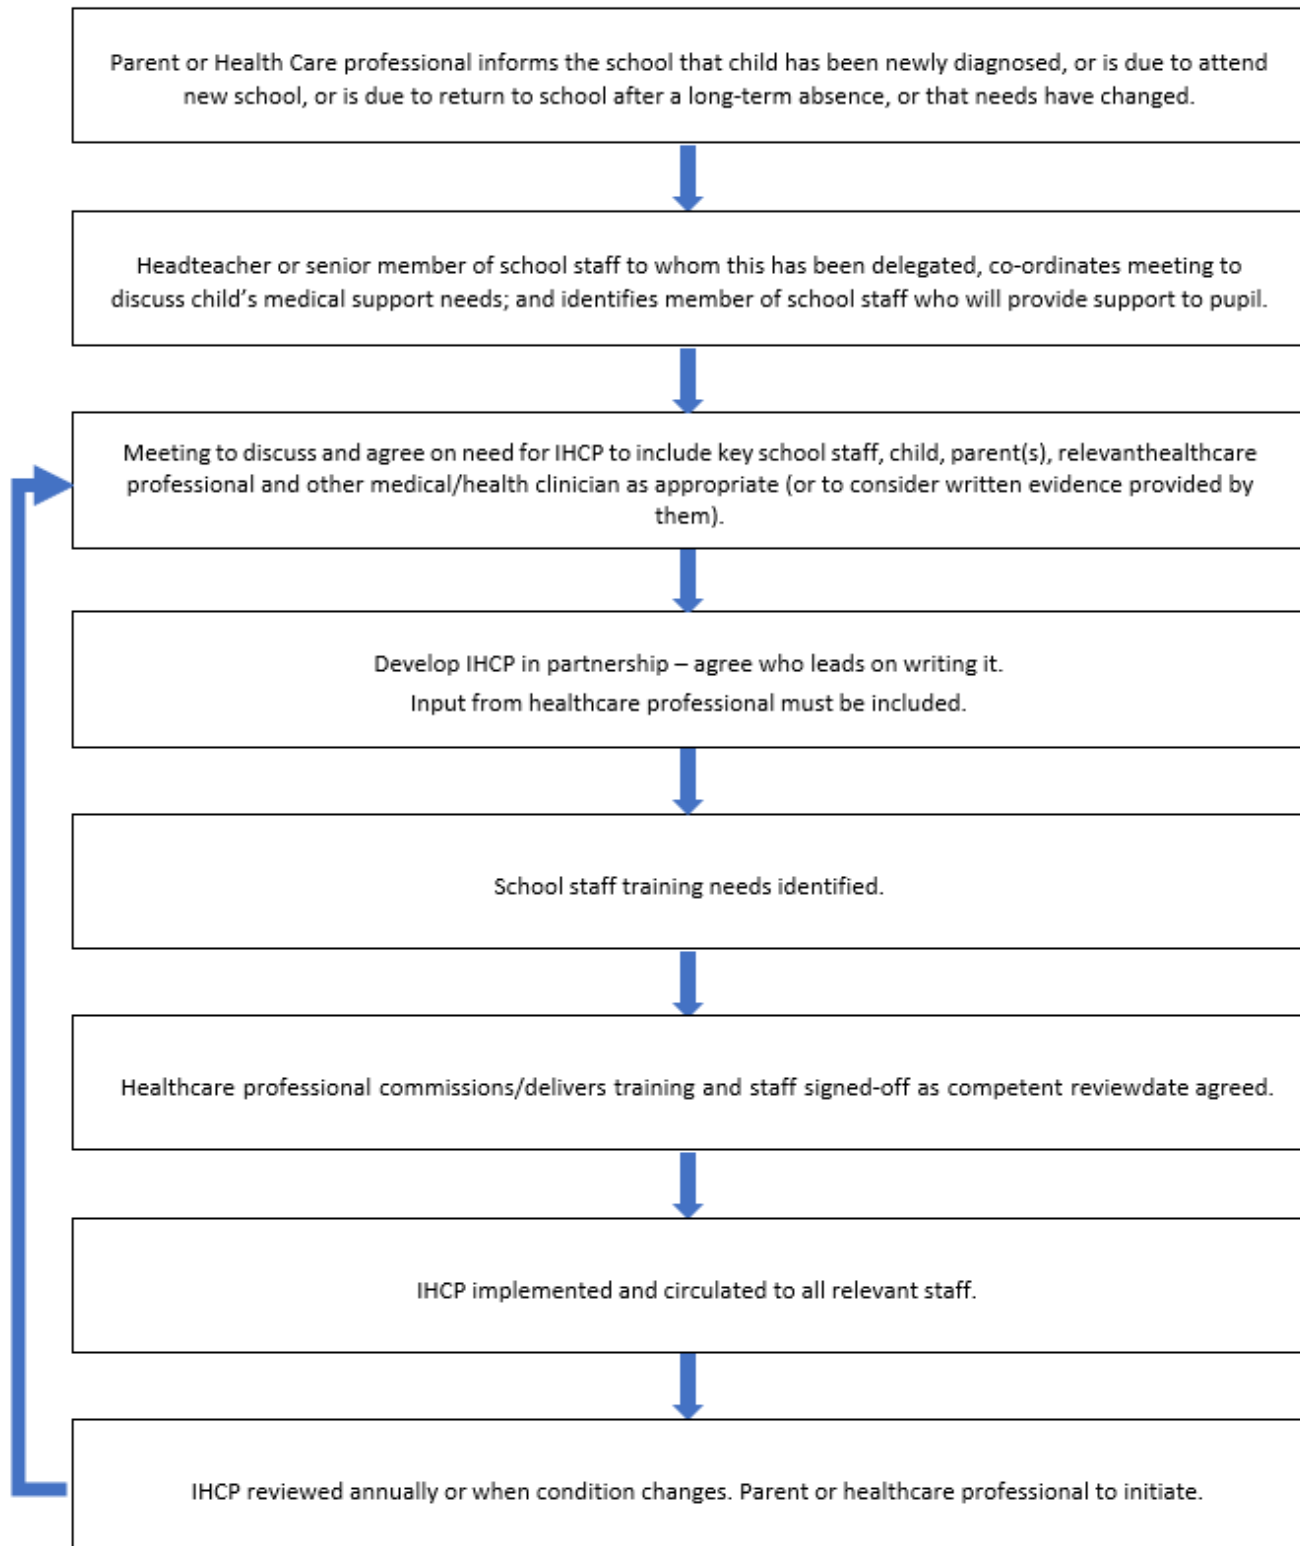 Parent or Health Care professional informs the school that child has been newly diagnosed, or is due to attend
new school, or is due to return to school after a long-term absence, or that needs have changed.
Headteacher or senior member of school staff to whom this has been delegated, co-ordinates meeting to
discuss child’s medical support needs; and identifies member of school staff who will provide support to pupil.
Meeting to discuss and agree on need for IHCP to include key school staff, child, parent(s), relevanthealthcare
professional and other medical/health clinician as appropriate (or to consider written evidence provided by
them).
Develop IHCP in partnership – agree who leads on writing it.
Input from healthcare professional must be included.
School staff training needs identified.
Healthcare professional commissions/delivers training and staff signed-off as competent reviewdate agreed.
IHCP implemented and circulated to all relevant staff.
IHCP reviewed annually or when condition changes. Parent or healthcare professional to initiate.